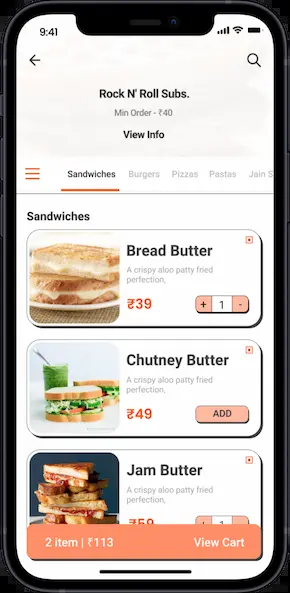 9:41
Rock N' Roll Subs.
Min Order - ₹40
View Info
Sandwiches Burgers Pizzas Pastas Jain S
Sandwiches
Bread Butter
A crispy aloo patty fried
perfection,
₹39 + 1 -
Chutney Butter
A crispy aloo patty fried
perfection,
₹49 ADD
Jam Butter
A crispy aloo patty fried
perfection,
₹59 + 1 -
2 item | ₹113 View Cart